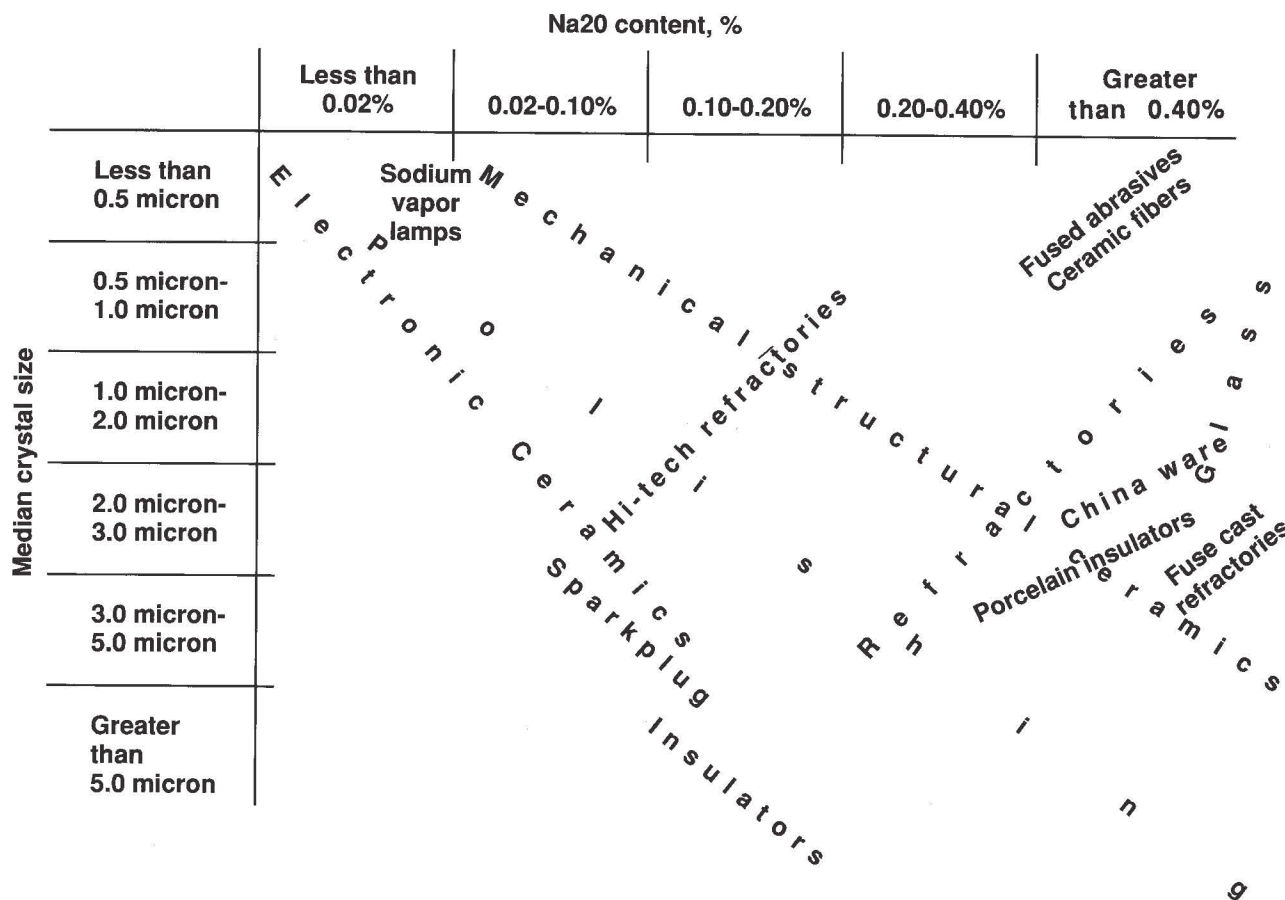 Na20 content, %
Less than
0.02%
0.02-0.10%
0.10-0.20%
0.20-0.40%
Greater
than 0.40%
Median crystal size
Less than
0.5 micron
0.5 micron-
1.0 micron
1.0 micron-
2.0 micron
2.0 micron-
3.0 micron
3.0 micron-
5.0 micron
Greater
than
5.0 micron
Electronic Ceramics
Sodium
vapor
lamps
Polishing
Mechanical structural Ceramics
Hi-tech refractories
Sparkplug Insulators
Fused abrasives
Ceramic fibers
Refractories
Glass
China ware
Porcelain insulators
Fuse cast
refractories